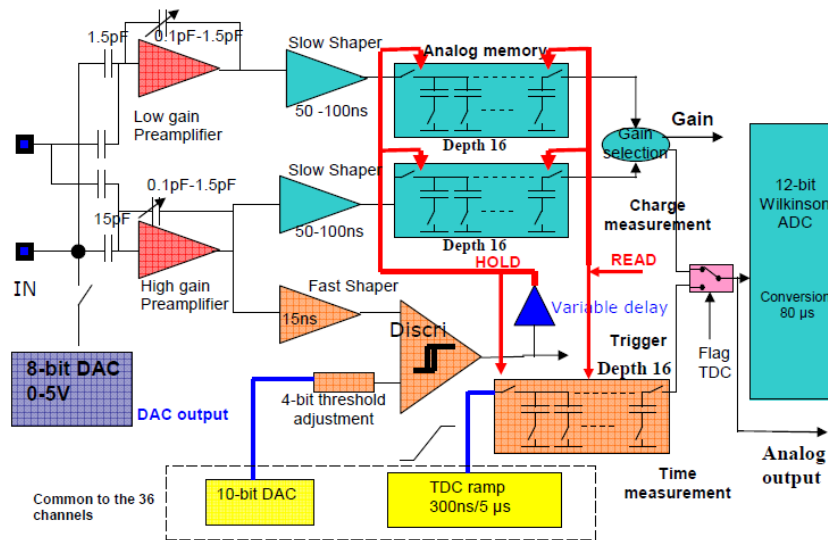 1.5pF
0.1pF-1.5pF
Low gain
Preamplifier
Slow Shaper
50 -100ns
Analog memory
Depth 16
Gain
selection
Gain
12-bit
Wilkinson
ADC
Conversion
80 µs
IN
15pF
0.1pF-1.5pF
High gain
Preamplifier
Slow Shaper
50-100ns
Depth 16
Charge
measurement
HOLD
READ
Fast Shaper
15ns
Discri
Variable delay
Trigger
Depth 16
Flag
TDC
8-bit DAC
0-5V
DAC output
4-bit threshold
adjustment
Time
measurement
Analog
output
Common to the 36
channels
10-bit DAC
TDC ramp
300ns/5 µs